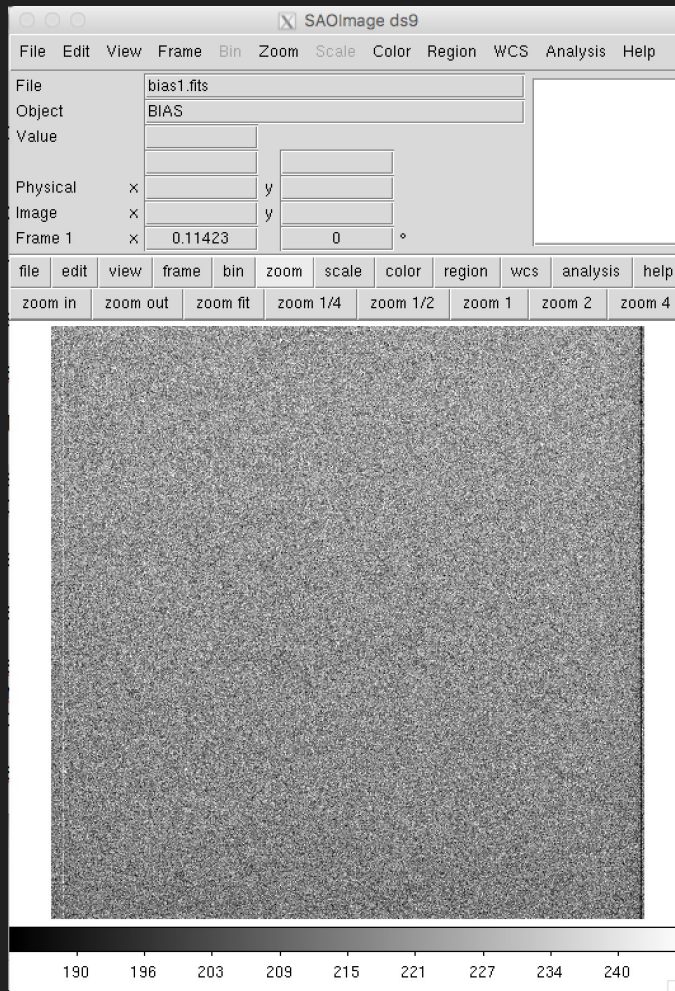 SAOImage ds9
File Edit View Frame Bin Zoom Scale Color Region WCS Analysis Help
File bias1.fits
Object BIAS
Value
Physical x y
Image x y
Frame 1 x 0.11423 0 °
file edit view frame bin zoom scale color region wcs analysis help
zoom in zoom out zoom fit zoom 1/4 zoom 1/2 zoom 1 zoom 2 zoom 4
190 196 203 209 215 221 227 234 240